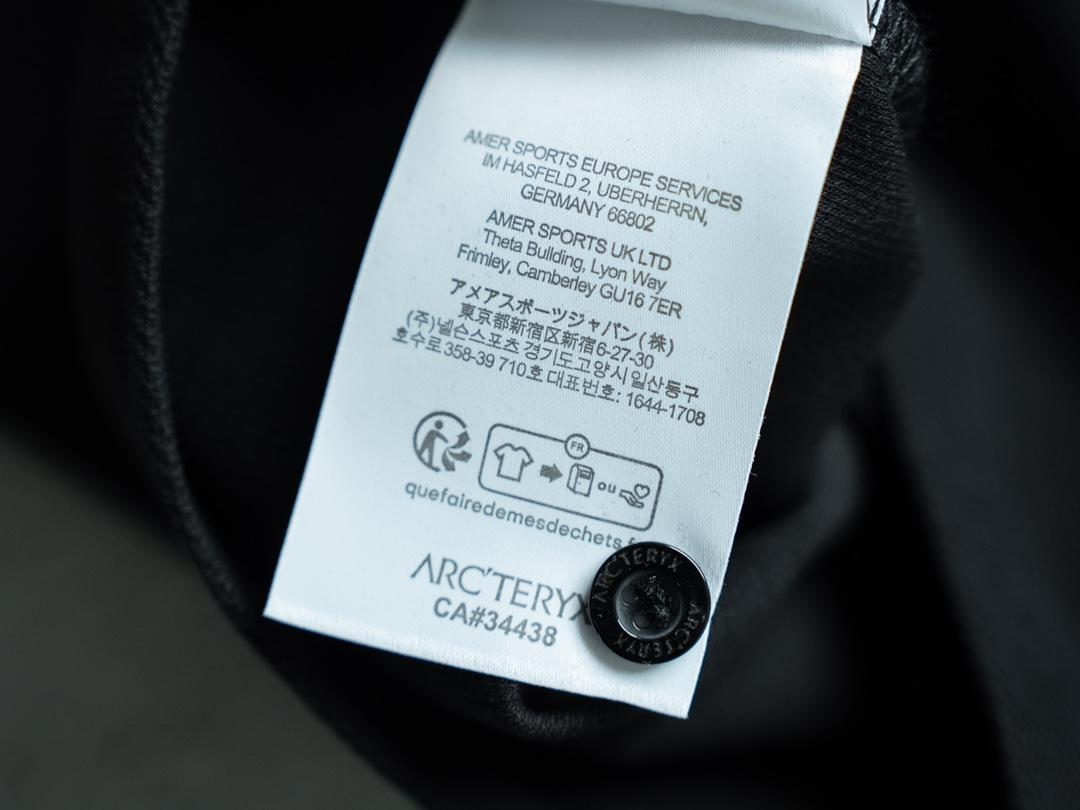 AMER SPORTS EUROPE SERVICES
IM HASFELD 2, UBERHERRN,
GERMANY 66802
AMER SPORTS UK LTD
Theta Building, Lyon Way
Frimley, Camberley GU16 7ER
アメアスポーツジャパン(株)
東京都新宿区新宿6-27-30
(주)넬슨스포츠 경기도고양시일산동구
호수로358-39 710호 대표번호: 1644-1708
FR
ou
quefairedemesdechets.f
ARC'TERYX
CA#34438
ARC'TERYX
ARC'TERYX